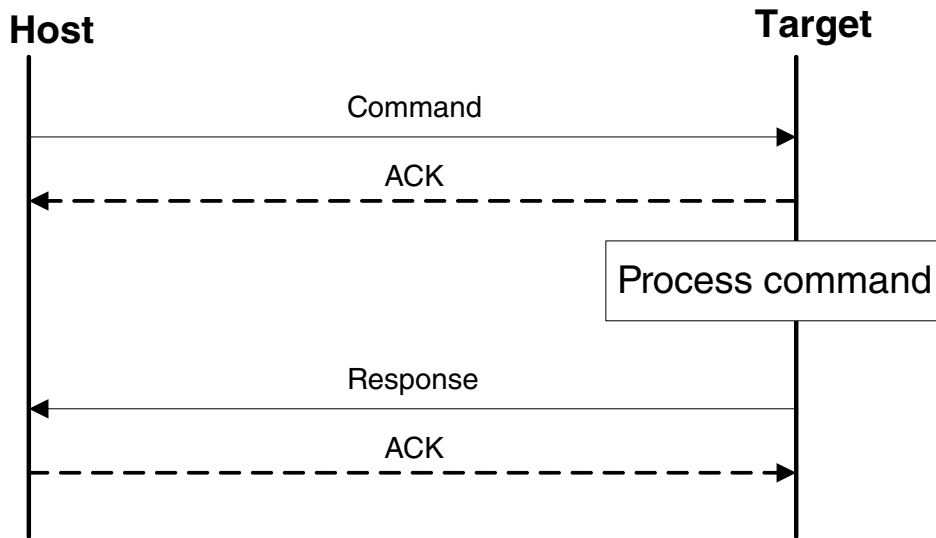 Host
Target
Command
ACK
Process command
Response
ACK